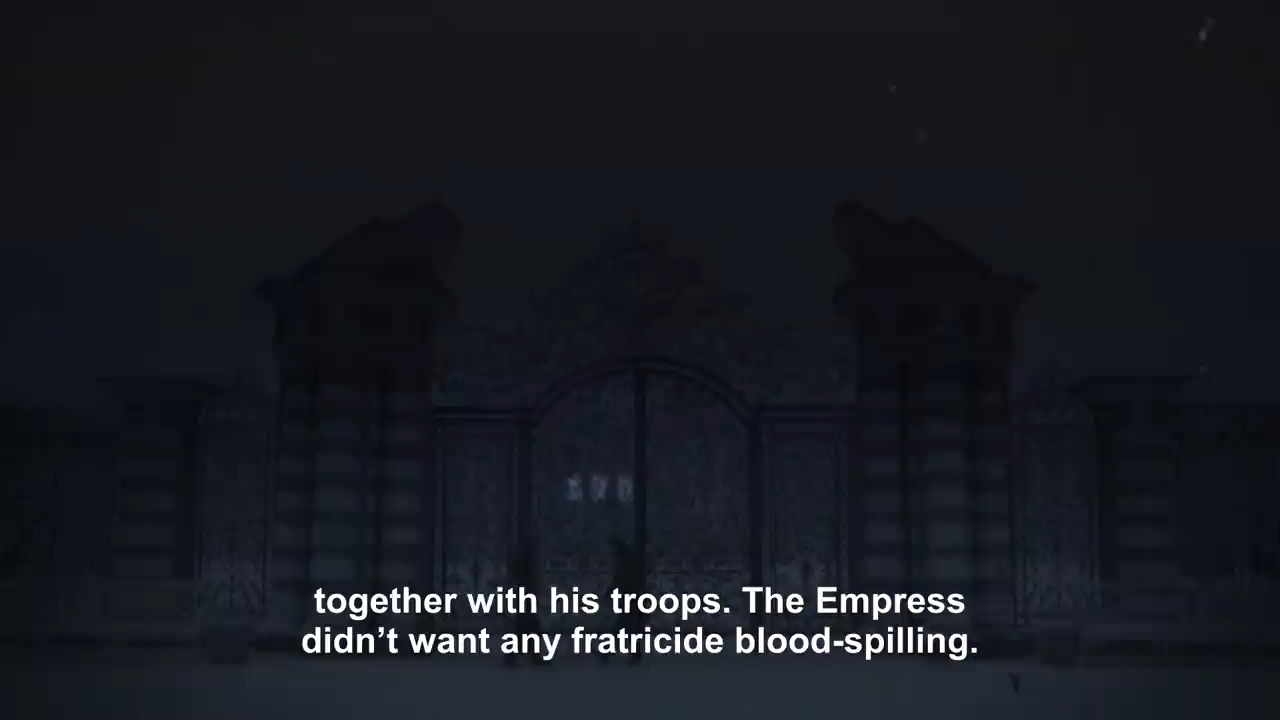 together with his troops. The Empress
didn’t want any fratricide blood-spilling.